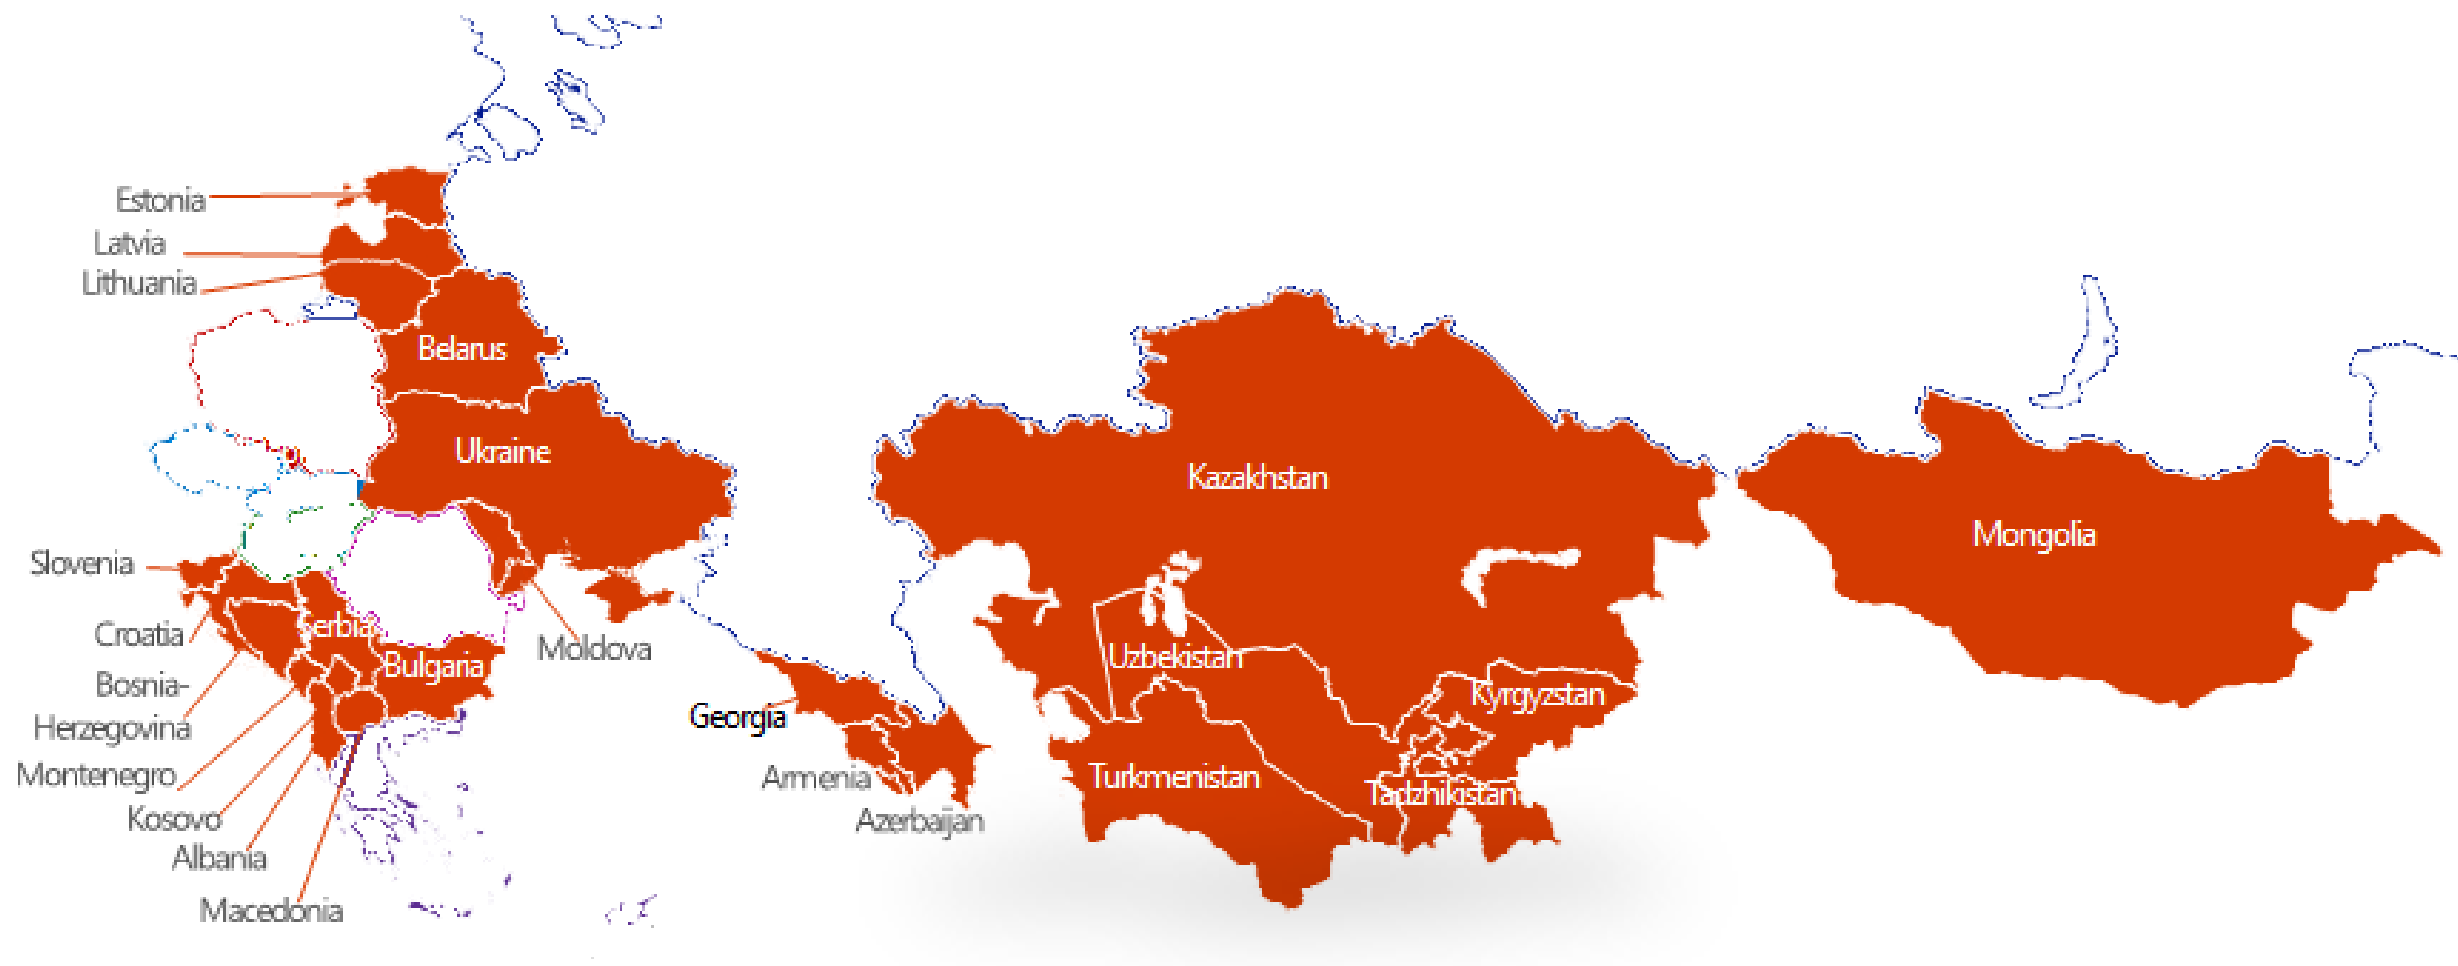 Estonia
Latvia
Lithuania
Belarus
Ukraine
Kazakhstan
Mongolia
Slovenia
Croatia
Serbia
Moldova
Bulgaria
Uzbekistan
Bosnia-
Herzegovina
Kyrgyzstan
Georgia
Montenegro
Armenia
Turkmenistan
Tadzhikistan
Kosovo
Azerbaijan
Albania
Macedonia